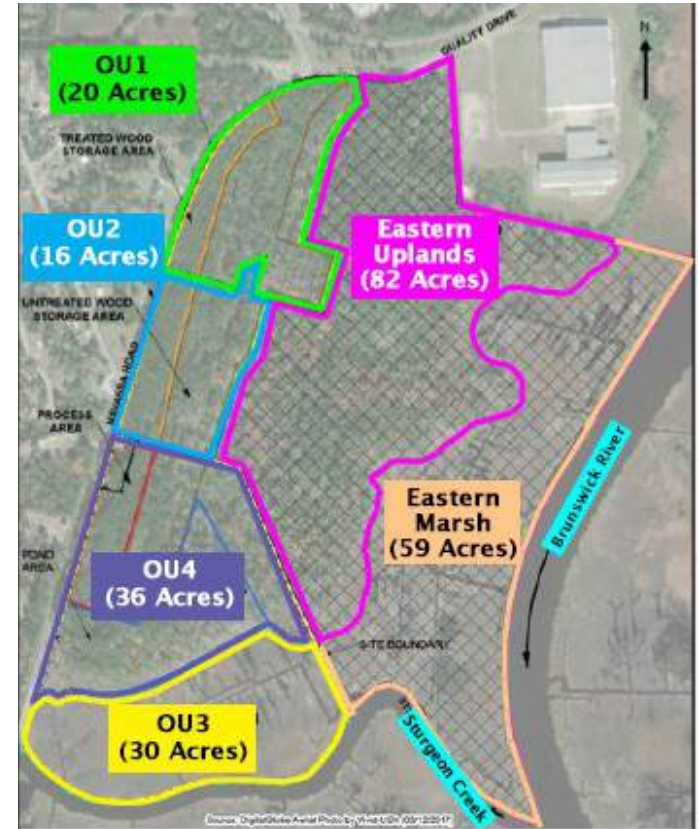 QUALITY DRIVE
N
OU1
(20 Acres)
TREATED WOOD
STORAGE AREA
OU2
(16 Acres)
Eastern
Uplands
(82 Acres)
UNTREATED WOOD
STORAGE AREA
NAVASSA ROAD
PROCESS
AREA
Brunswick River
Eastern
Marsh
(59 Acres)
POND
AREA
OU4
(36 Acres)
SITE BOUNDARY
OU3
(30 Acres)
Sturgeon Creek